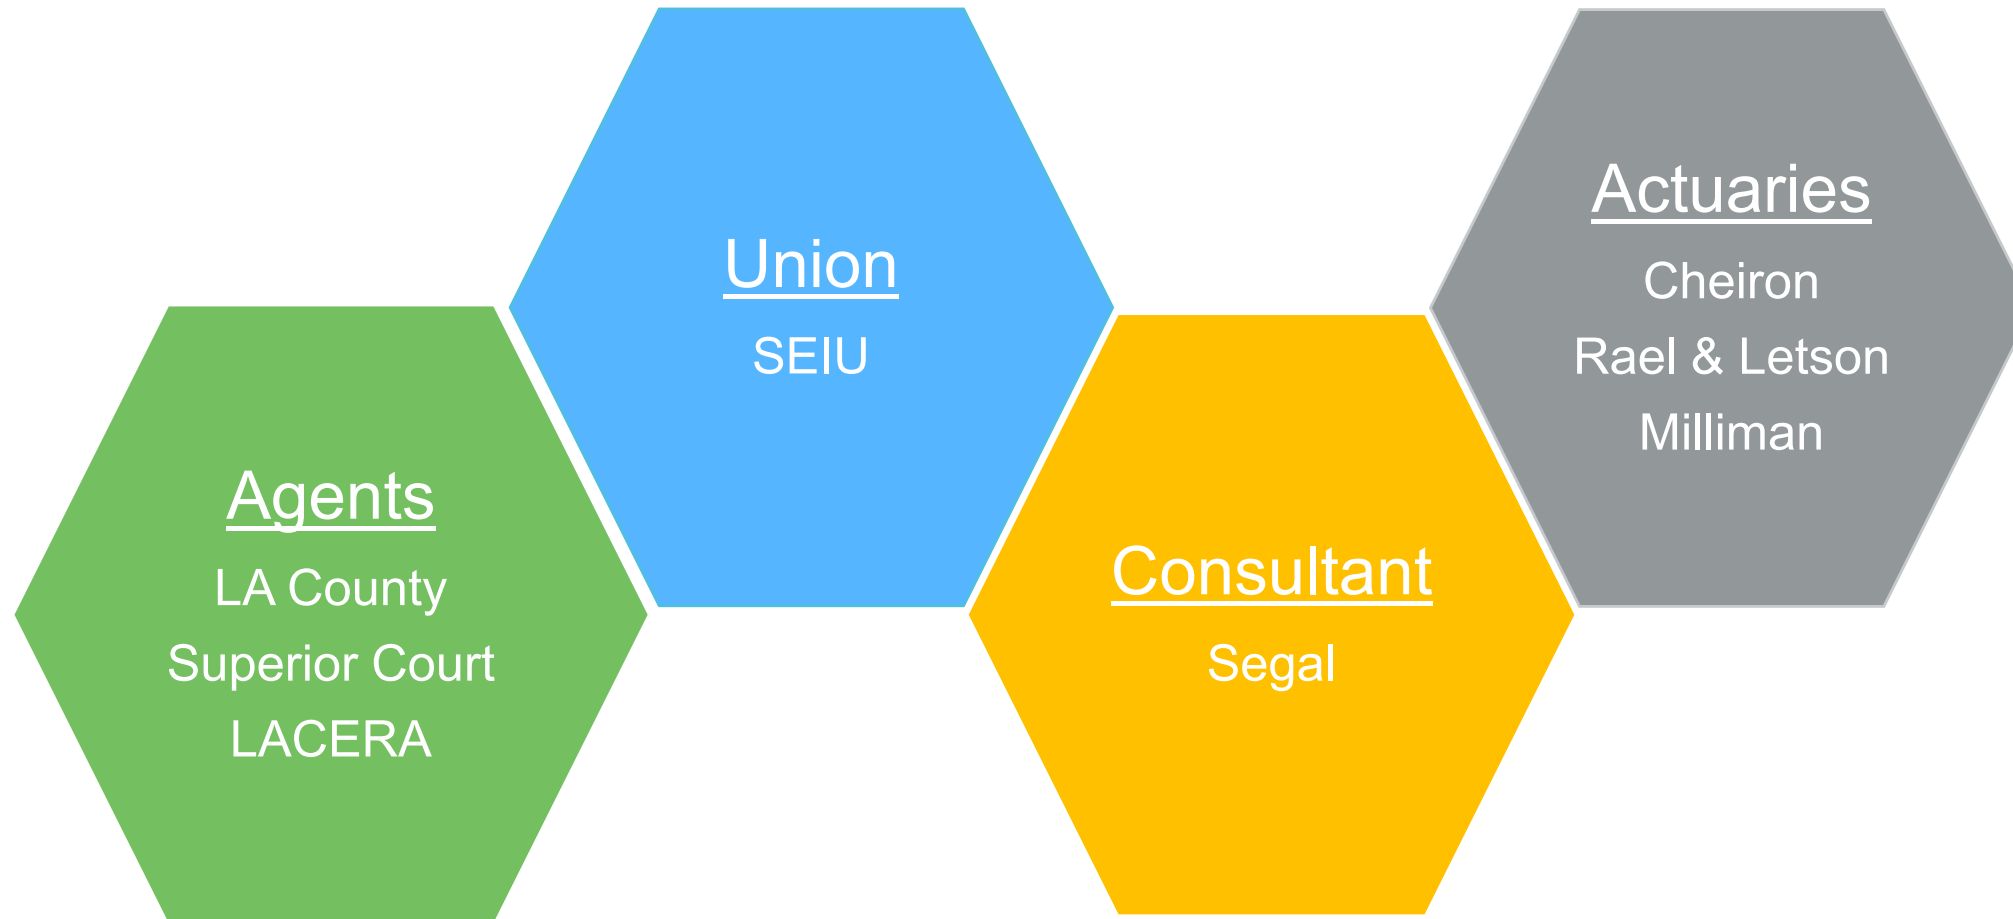 Agents
LA County
Superior Court
LACERA
Union
SEIU
Consultant
Segal
Actuaries
Cheiron
Rael & Letson
Milliman